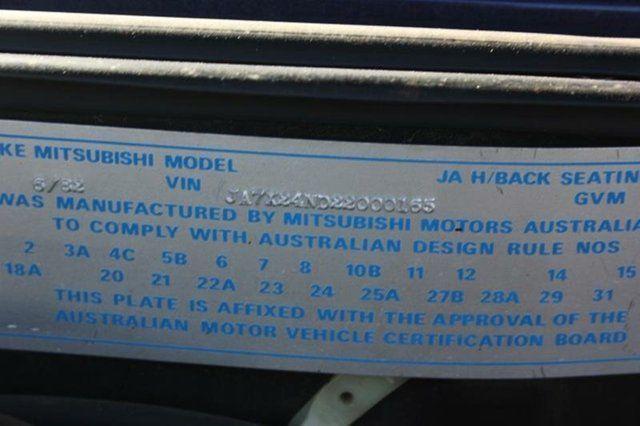 KE MITSUBISHI MODEL JA H/BACK SEATIN
6/82 VIN JA7X24ND22000165 GVM
WAS MANUFACTURED BY MITSUBISHI MOTORS AUSTRALIA
TO COMPLY WITH AUSTRALIAN DESIGN RULE NOS
2 3A 4C 5B 6 7 8 10B 11 12 14 15
18A 20 21 22A 23 24 25A 27B 28A 29 31
THIS PLATE IS AFFIXED WITH THE APPROVAL OF THE
AUSTRALIAN MOTOR VEHICLE CERTIFICATION BOARD